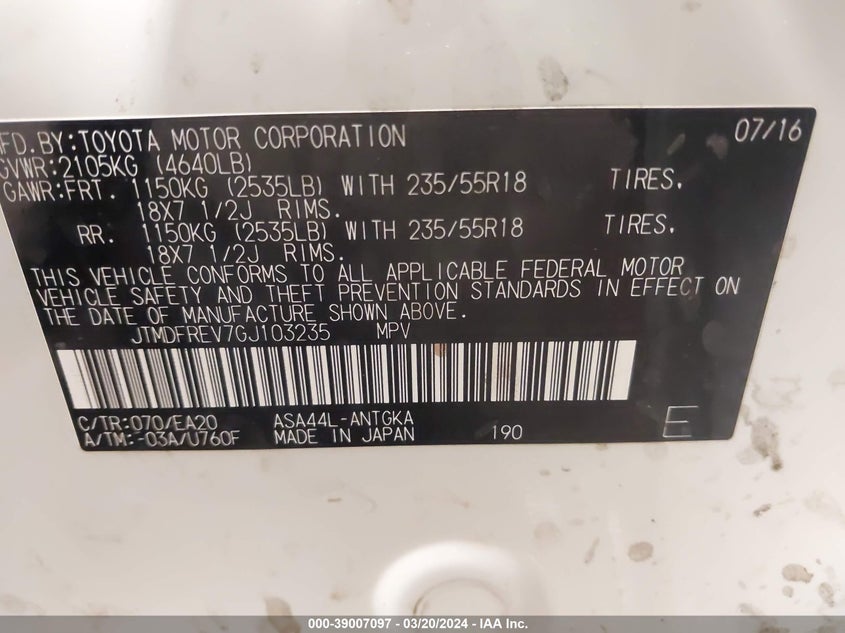 MFD.BY:TOYOTA MOTOR CORPORATION 07/16
GVWR:2105KG (4640LB)
GAWR:FRT. 1150KG (2535LB) WITH 235/55R18 TIRES.
18X7 1/2J RIMS.
RR. 1150KG (2535LB) WITH 235/55R18 TIRES.
18X7 1/2J RIMS.
THIS VEHICLE CONFORMS TO ALL APPLICABLE FEDERAL MOTOR
VEHICLE SAFETY AND THEFT PREVENTION STANDARDS IN EFFECT ON
THE DATE OF MANUFACTURE SHOWN ABOVE.
JTMDFREV7GJ103235 MPV
C/TR:070/EA20 ASA44L-ANTGKA
A/TM:-03A/U760F MADE IN JAPAN 190 E
000-39007097 - 03/20/2024 - IAA Inc.